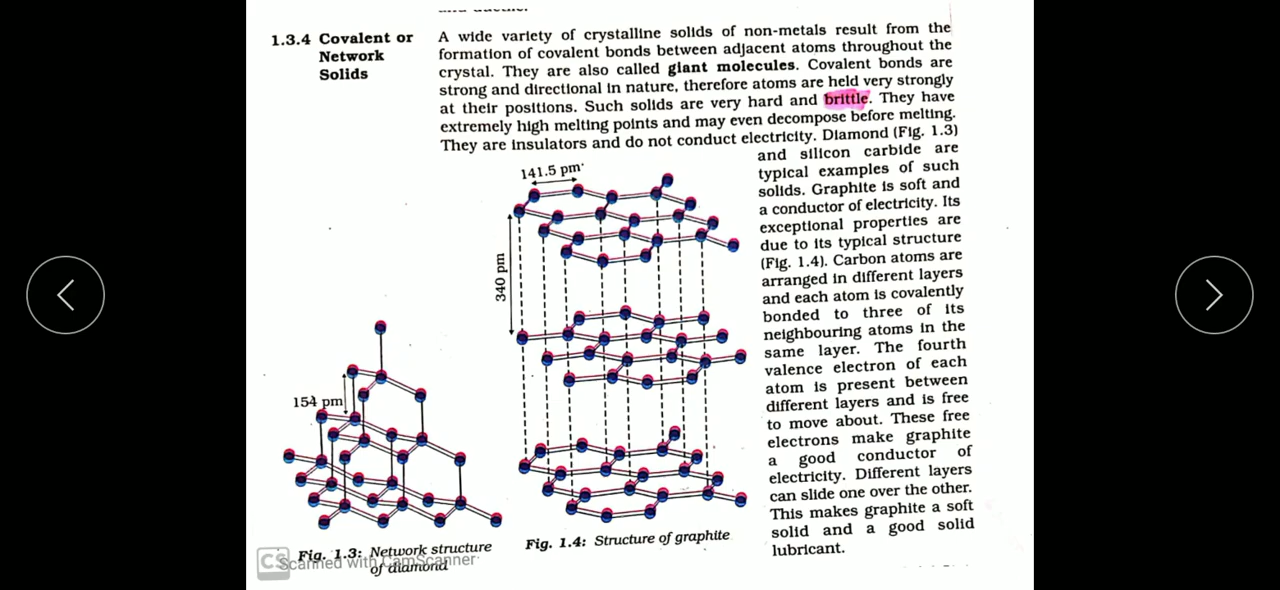 1.3.4 Covalent or
Network
Solids
A wide variety of crystalline solids of non-metals result from the
formation of covalent bonds between adjacent atoms throughout the
crystal. They are also called giant molecules. Covalent bonds are
strong and directional in nature, therefore atoms are held very strongly
at their positions. Such solids are very hard and brittle. They have
extremely high melting points and may even decompose before melting.
They are insulators and do not conduct electricity. Diamond (Fig. 1.3)
and silicon carbide are
typical examples of such
solids. Graphite is soft and
a conductor of electricity. Its
exceptional properties are
due to its typical structure
(Fig. 1.4). Carbon atoms are
arranged in different layers
and each atom is covalently
bonded to three of its
neighbouring atoms in the
same layer. The fourth
valence electron of each
atom is present between
different layers and is free
to move about. These free
electrons make graphite
a good conductor of
electricity. Different layers
can slide one over the other.
This makes graphite a soft
solid and a good solid
lubricant.
141.5 pm
340 pm
154 pm
Fig. 1.3: Network structure
of diamond
Fig. 1.4: Structure of graphite
CS Scanned with CamScanner